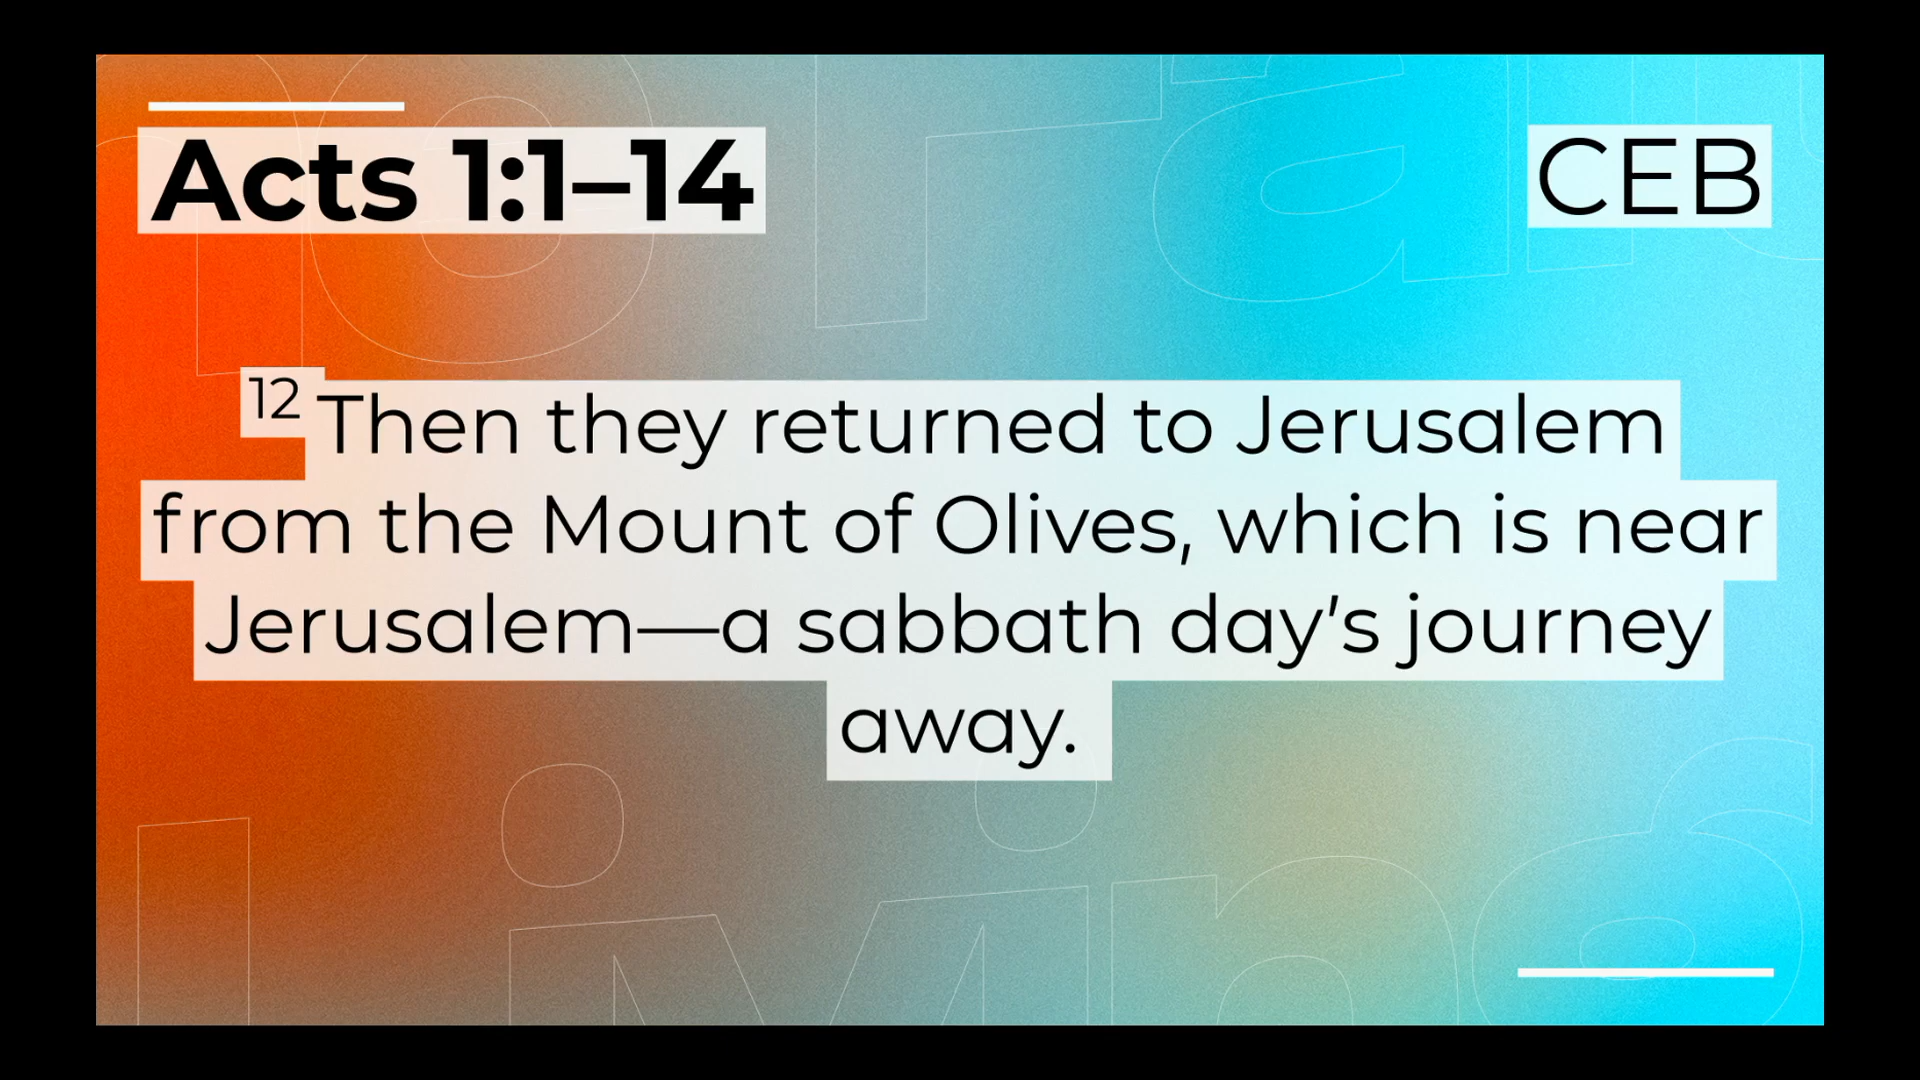 Acts 1:1–14
CEB
12 Then they returned to Jerusalem
from the Mount of Olives, which is near
Jerusalem—a sabbath day’s journey
away.